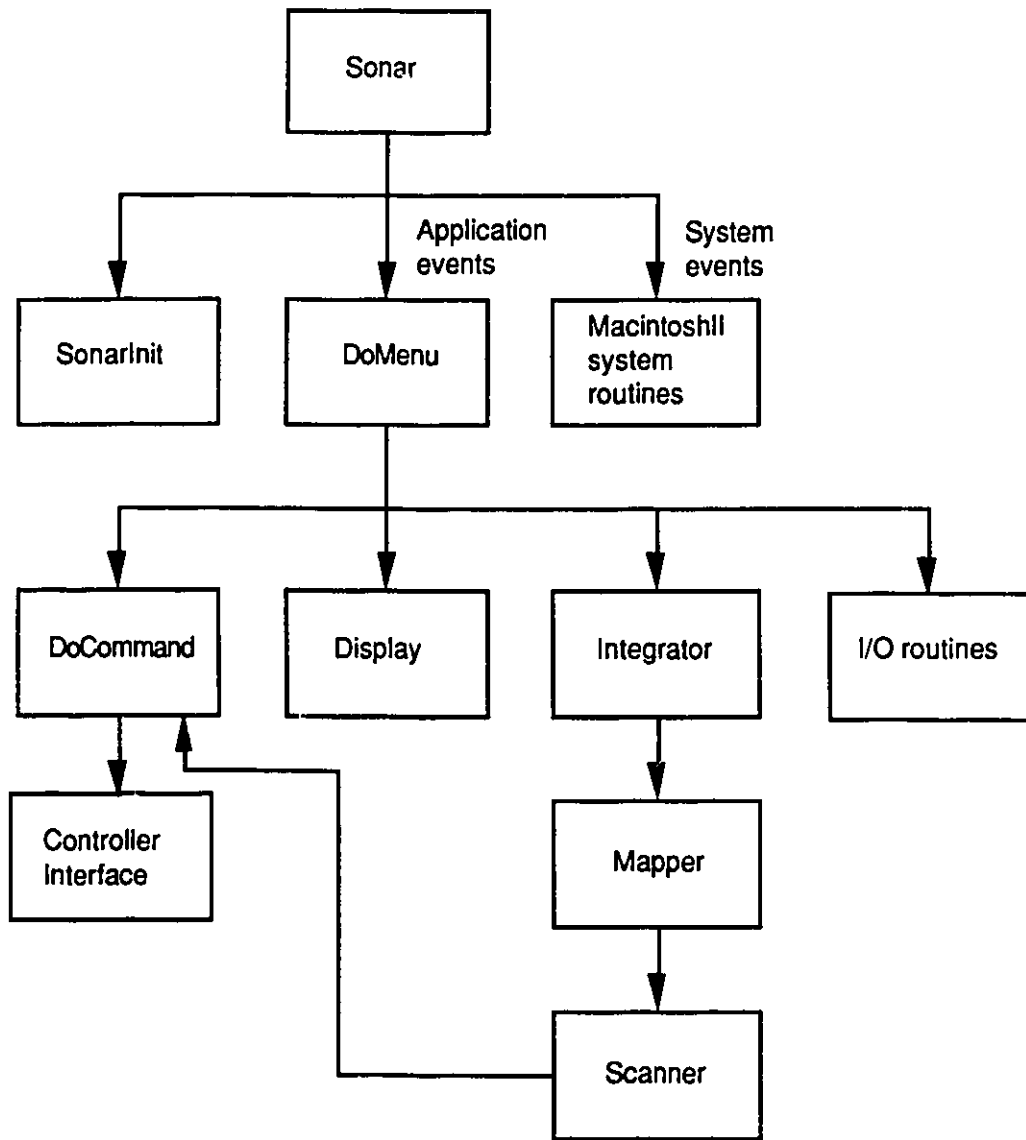 Sonar
Application
events
System
events
SonarInit
DoMenu
MacintoshII
system
routines
DoCommand
Display
Integrator
I/O routines
Controller
Interface
Mapper
Scanner